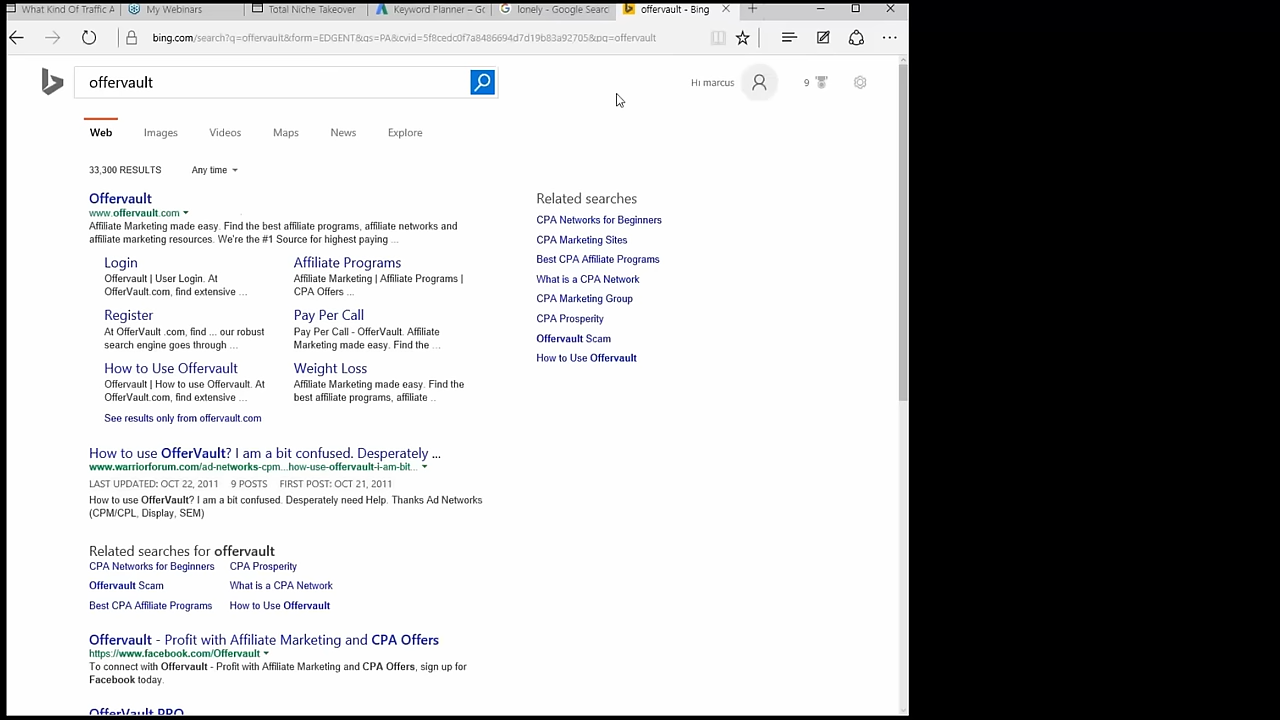 What Kind Of Traffic A
My Webinars
Total Niche Takeover
Keyword Planner – Go
lonely - Google Searc
offervault - Bing
bing.com/search?q=offervault&form=EDGENT&qs=PA&cvid=5f8cedc0f7a8486694d7d19b83a92705&pq=offervault
offervault
Hi marcus
9
Web
Images
Videos
Maps
News
Explore
33,300 RESULTS
Any time
Offervault
www.offervault.com
Affiliate Marketing made easy. Find the best affiliate programs, affiliate networks and
affiliate marketing resources. We're the #1 Source for highest paying ...
Login
Offervault | User Login. At
OfferVault.com, find extensive ...
Affiliate Programs
Affiliate Marketing | Affiliate Programs |
CPA Offers ...
Register
At OfferVault .com, find ... our robust
search engine goes through ...
Pay Per Call
Pay Per Call - OfferVault. Affiliate
Marketing made easy. Find the ...
How to Use Offervault
Offervault | How to use Offervault. At
OfferVault.com, find extensive ...
Weight Loss
Affiliate Marketing made easy. Find the
best affiliate programs, affiliate ..
See results only from offervault.com
How to use OfferVault? I am a bit confused. Desperately ...
www.warriorforum.com/ad-networks-cpm...how-use-offervault-i-am-bit...
LAST UPDATED: OCT 22, 2011
9 POSTS
FIRST POST: OCT 21, 2011
How to use OfferVault? I am a bit confused. Desperately need Help. Thanks Ad Networks
(CPM/CPL, Display, SEM)
Related searches for offervault
CPA Networks for Beginners
CPA Prosperity
Offervault Scam
What is a CPA Network
Best CPA Affiliate Programs
How to Use Offervault
Offervault - Profit with Affiliate Marketing and CPA Offers
https://www.facebook.com/Offervault
To connect with Offervault - Profit with Affiliate Marketing and CPA Offers, sign up for
Facebook today.
OfferVault PRO
Related searches
CPA Networks for Beginners
CPA Marketing Sites
Best CPA Affiliate Programs
What is a CPA Network
CPA Marketing Group
CPA Prosperity
Offervault Scam
How to Use Offervault